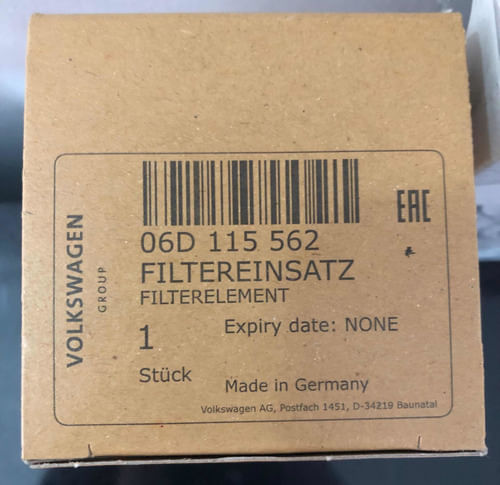 VOLKSWAGEN
GROUP
EAC
06D 115 562
FILTEREINSATZ
FILTERELEMENT
1
Expiry date: NONE
Stück
Made in Germany
Volkswagen AG, Postfach 1451, D-34219 Baunatal